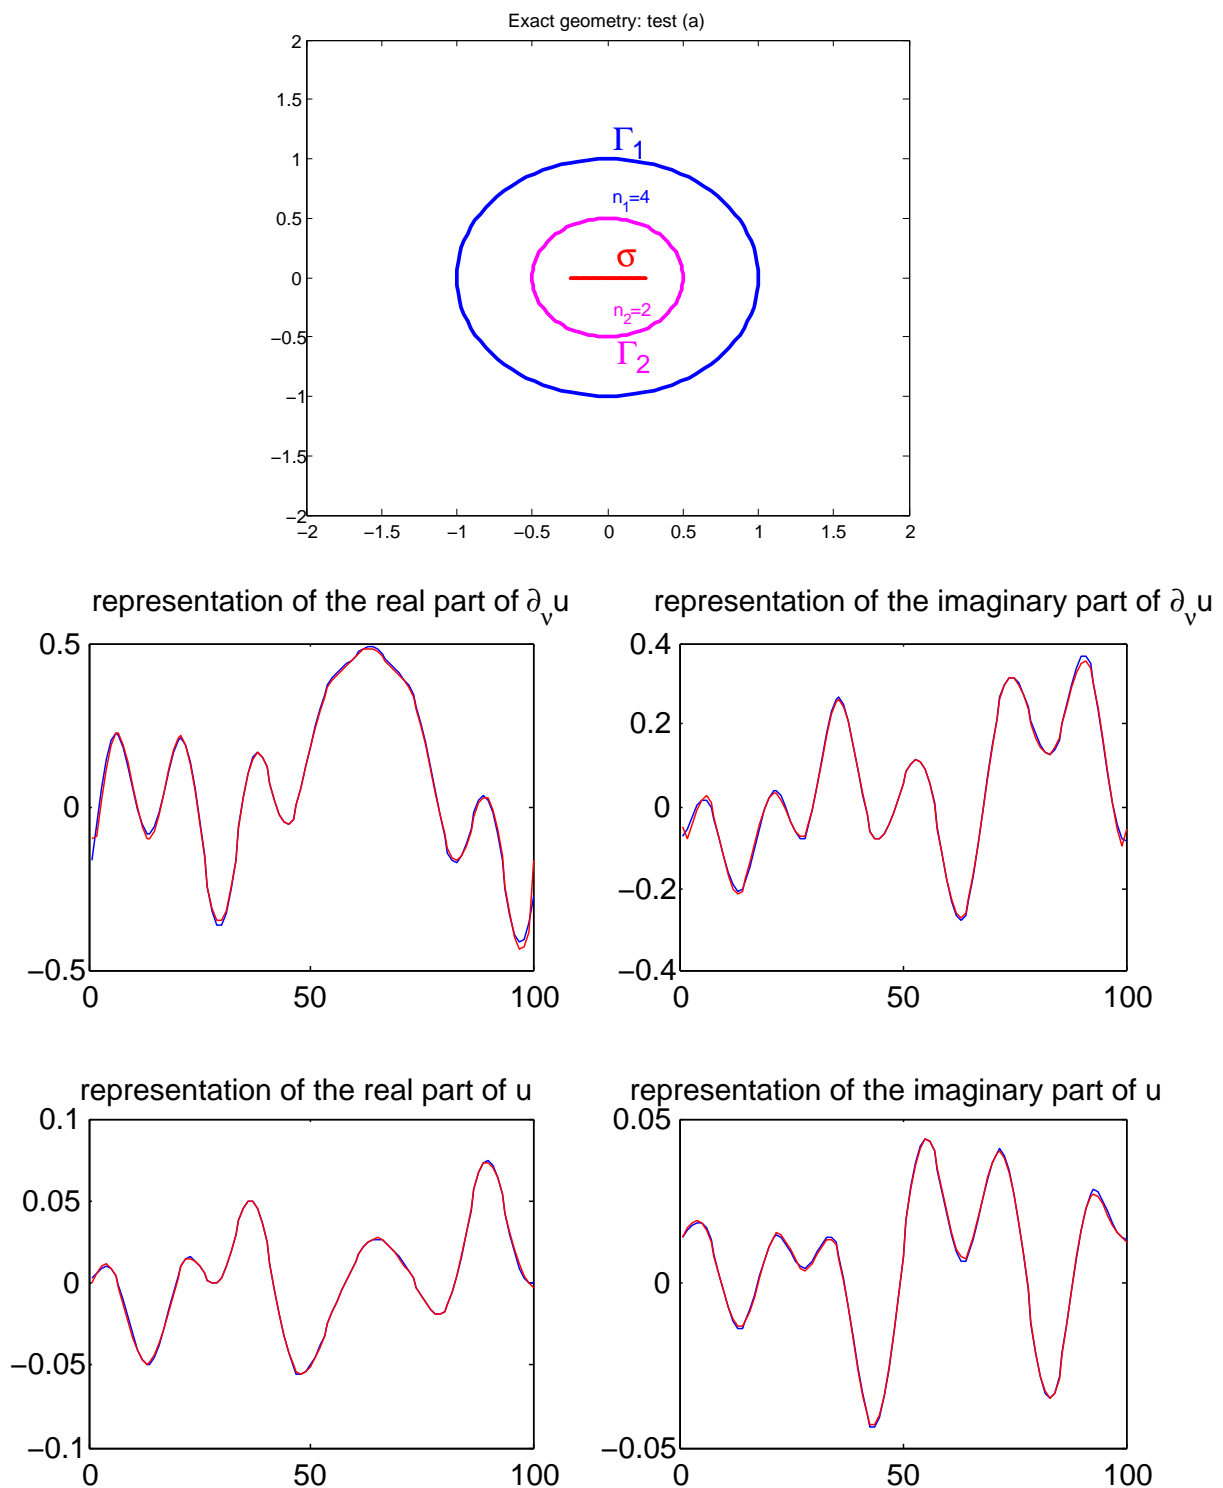 Exact geometry: test (a)
2
1.5
1
0.5
0
−0.5
−1
−1.5
−2
−2 −1.5 −1 −0.5 0 0.5 1 1.5 2
Γ1
n1=4
σ
n2=2
Γ2
representation of the real part of ∂νu
0.5
0
−0.5
0 50 100
representation of the imaginary part of ∂νu
0.4
0.2
0
−0.2
−0.4
0 50 100
representation of the real part of u
0.1
0.05
0
−0.05
−0.1
0 50 100
representation of the imaginary part of u
0.05
0
−0.05
0 50 100